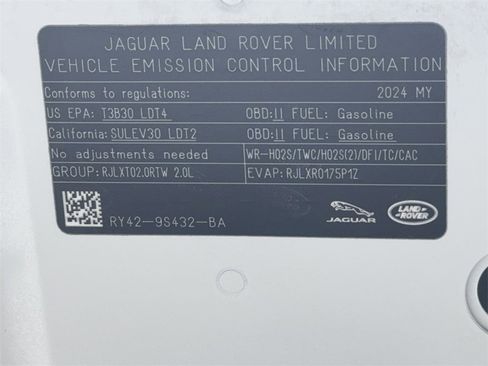 JAGUAR LAND ROVER LIMITED
VEHICLE EMISSION CONTROL INFORMATION
Conforms to regulations: 2024 MY
US EPA: T3B30 LDT4 OBD:II FUEL: Gasoline
California: SULEV30 LDT2 OBD:II FUEL: Gasoline
No adjustments needed WR-HO2S/TWC/HO2S(2)/DFI/TC/CAC
GROUP: RJLXT02.0RTW 2.0L EVAP: RJLXR0175P1Z
RY42-9S432-BA
JAGUAR
LAND ROVER